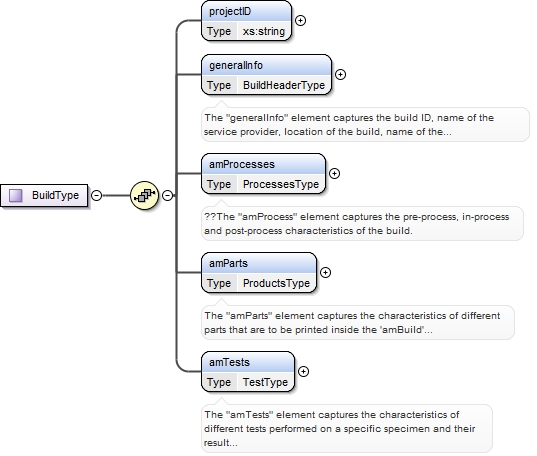 projectID
Type xs:string
generalInfo
Type BuildHeaderType
The "generalInfo" element captures the build ID, name of the
service provider, location of the build, name of the...
BuildType
amProcesses
Type ProcessesType
??The "amProcess" element captures the pre-process, in-process
and post-process characteristics of the build.
amParts
Type ProductsType
The "amParts" element captures the characteristics of different
parts that are to be printed inside the 'amBuild'...
amTests
Type TestType
The "amTests" element captures the characteristics of
different tests performed on a specific specimen and their
result...